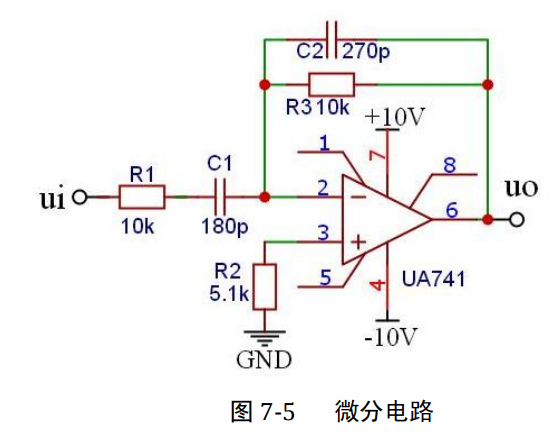 C2 270p
R3 10k
+10V
1
7
8
R1
C1
ui
2
−
uo
6
10k
180p
3
+
R2
5.1k
5
4
UA741
-10V
GND
图 7-5 微分电路